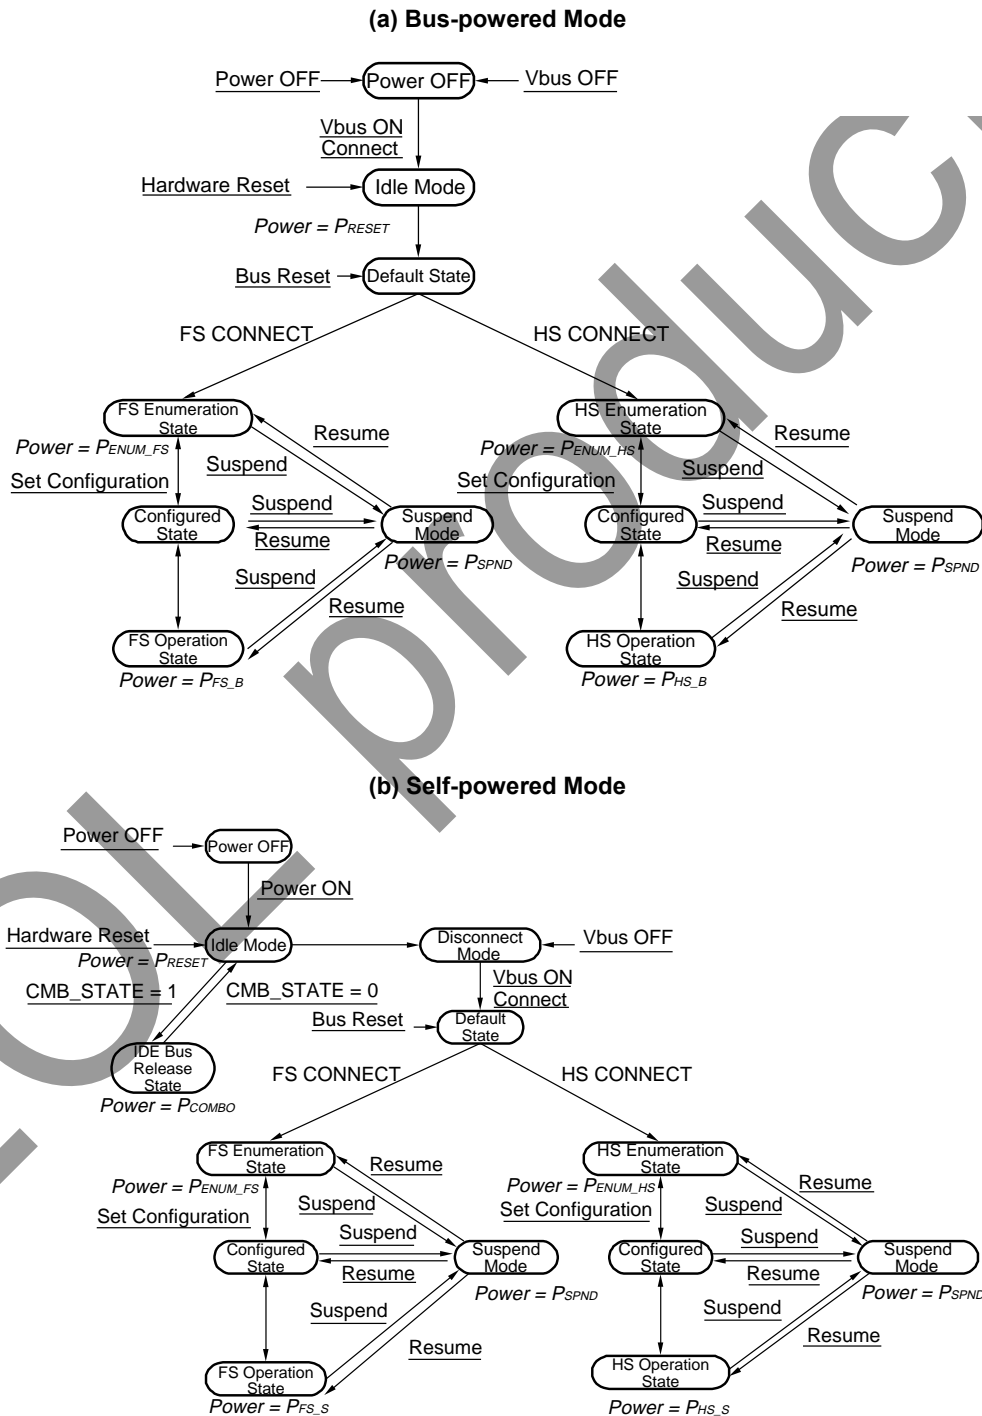 (a) Bus-powered Mode
Power OFF
Power OFF
Vbus OFF
Vbus ON
Connect
Hardware Reset
Idle Mode
Power = PRESET
Bus Reset
Default State
FS CONNECT
HS CONNECT
FS Enumeration
State
Resume
Power = PENUM_FS
Suspend
Set Configuration
Configured
State
Suspend
Resume
Suspend
Mode
Power = PSPND
Suspend
Resume
FS Operation
State
Power = PFS_B
HS Enumeration
State
Resume
Power = PENUM_HS
Suspend
Set Configuration
Configured
State
Suspend
Resume
Suspend
Mode
Power = PSPND
Suspend
Resume
HS Operation
State
Power = PHS_B
(b) Self-powered Mode
Power OFF
Power OFF
Power ON
Hardware Reset
Idle Mode
Power = PRESET
Disconnect
Mode
Vbus OFF
CMB_STATE = 1
CMB_STATE = 0
Vbus ON
Connect
Bus Reset
Default
State
IDE Bus
Release
State
Power = PCOMBO
FS CONNECT
HS CONNECT
FS Enumeration
State
Resume
Power = PENUM_FS
Suspend
Set Configuration
Configured
State
Suspend
Resume
Suspend
Mode
Power = PSPND
Suspend
Resume
FS Operation
State
Power = PFS_S
HS Enumeration
State
Resume
Power = PENUM_HS
Suspend
Set Configuration
Configured
State
Suspend
Resume
Suspend
Mode
Power = PSPND
Suspend
Resume
HS Operation
State
Power = PHS_S